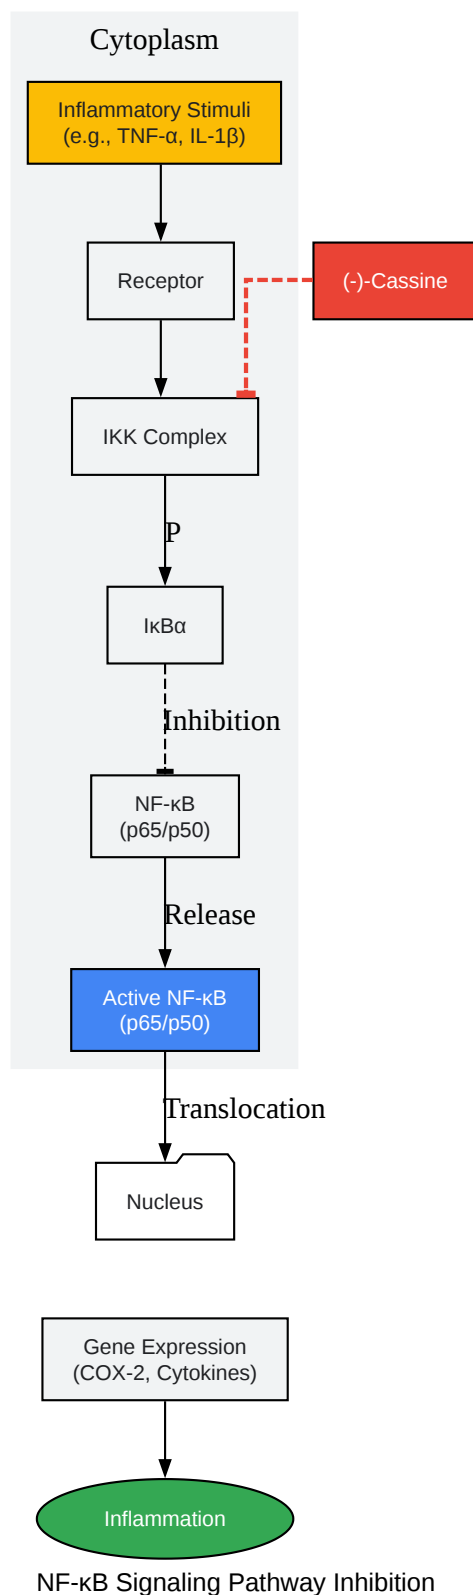 Cytoplasm
Inflammatory Stimuli
(e.g., TNF-α, IL-1β)
Receptor
(-)-Cassine
IKK Complex
P
IκBα
Inhibition
NF-κB
(p65/p50)
Release
Active NF-κB
(p65/p50)
Translocation
Nucleus
Gene Expression
(COX-2, Cytokines)
Inflammation
NF-κB Signaling Pathway Inhibition